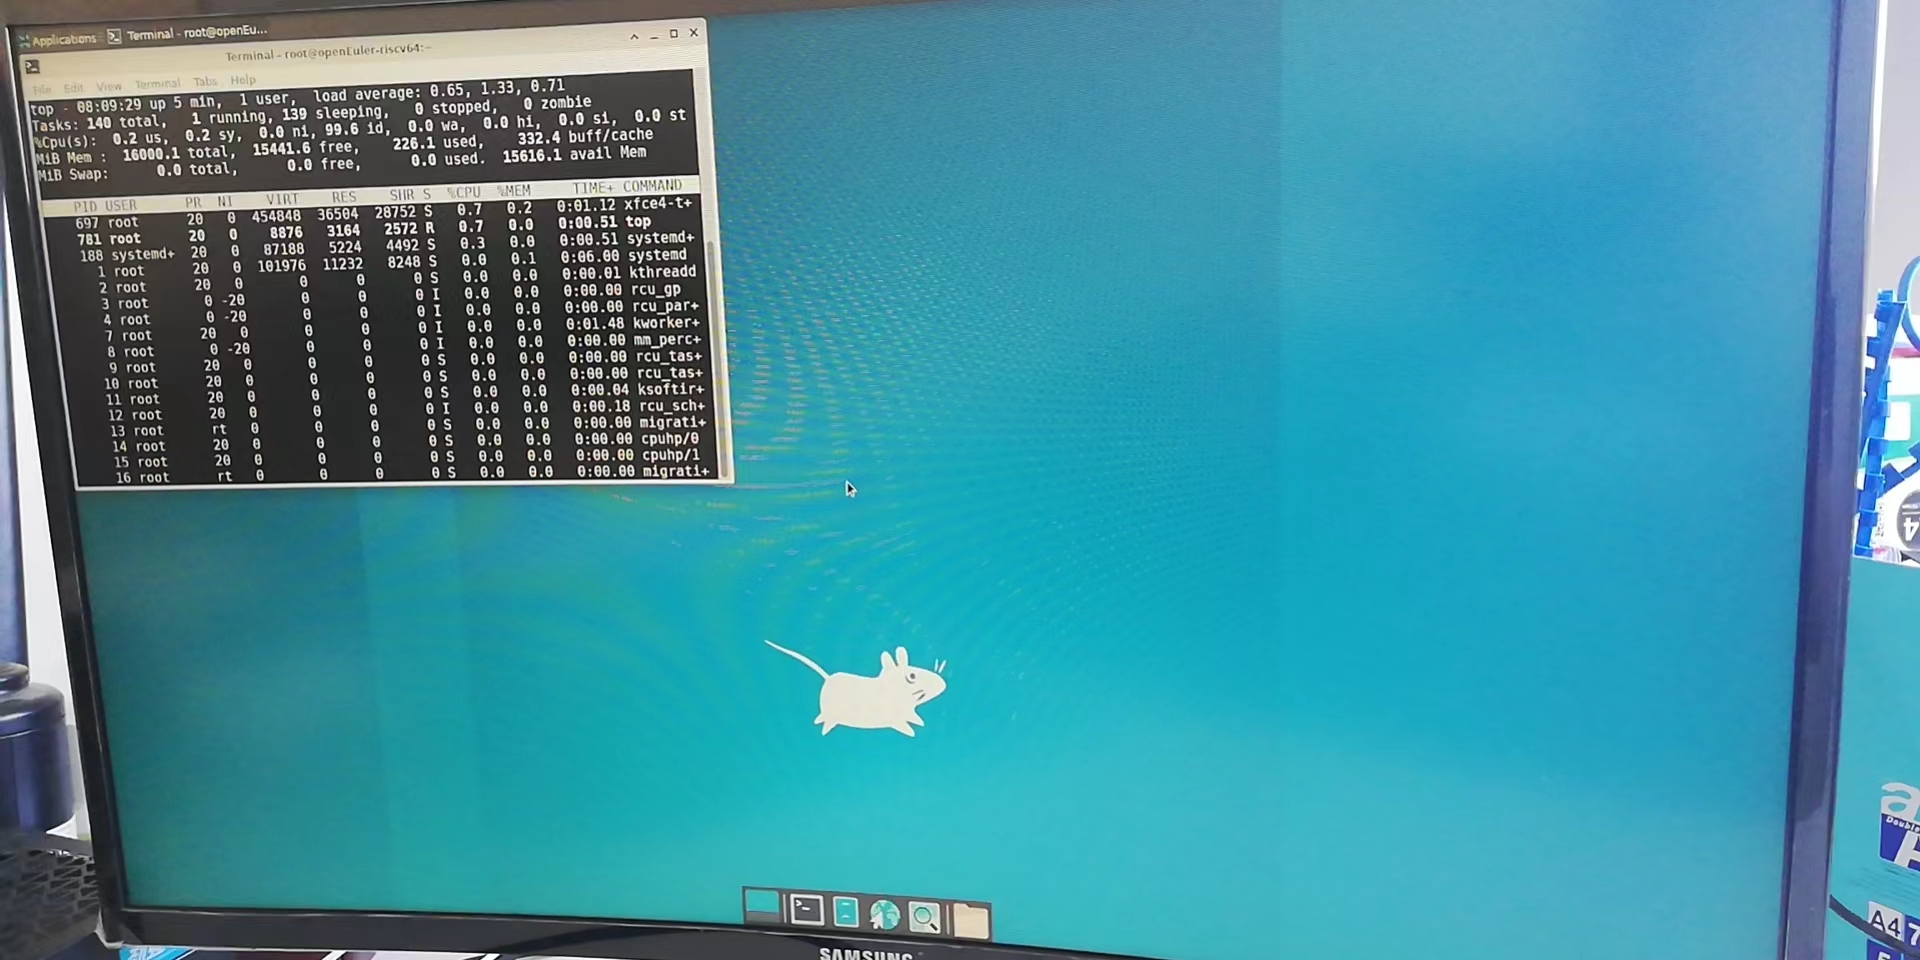 Applications Terminal - root@openEu...
Terminal - root@openEuler-riscv64:~
File Edit View Terminal Tabs Help
top - 08:09:29 up 5 min, 1 user, load average: 0.65, 1.33, 0.71
Tasks: 140 total, 1 running, 139 sleeping, 0 stopped, 0 zombie
%Cpu(s): 0.2 us, 0.2 sy, 0.0 ni, 99.6 id, 0.0 wa, 0.0 hi, 0.0 si, 0.0 st
MiB Mem : 16000.1 total, 15441.6 free, 226.1 used, 332.4 buff/cache
MiB Swap: 0.0 total, 0.0 free, 0.0 used. 15616.1 avail Mem
PID USER PR NI VIRT RES SHR S %CPU %MEM TIME+ COMMAND
697 root 20 0 454848 36504 28752 S 0.7 0.2 0:01.12 xfce4-t+
781 root 20 0 8876 3164 2572 R 0.7 0.0 0:00.51 top
188 systemd+ 20 0 87188 5224 4492 S 0.3 0.0 0:00.51 systemd+
1 root 20 0 101976 11232 8248 S 0.0 0.1 0:06.00 systemd
2 root 20 0 0 0 0 S 0.0 0.0 0:00.01 kthreadd
3 root 0 -20 0 0 0 I 0.0 0.0 0:00.00 rcu_gp
4 root 0 -20 0 0 0 I 0.0 0.0 0:00.00 rcu_par+
7 root 20 0 0 0 0 I 0.0 0.0 0:01.48 kworker+
8 root 0 -20 0 0 0 I 0.0 0.0 0:00.00 mm_perc+
9 root 20 0 0 0 0 S 0.0 0.0 0:00.00 rcu_tas+
10 root 20 0 0 0 0 S 0.0 0.0 0:00.00 rcu_tas+
11 root 20 0 0 0 0 S 0.0 0.0 0:00.04 ksoftir+
12 root 20 0 0 0 0 I 0.0 0.0 0:00.18 rcu_sch+
13 root rt 0 0 0 0 S 0.0 0.0 0:00.00 migrati+
14 root 20 0 0 0 0 S 0.0 0.0 0:00.00 cpuhp/0
15 root 20 0 0 0 0 S 0.0 0.0 0:00.00 cpuhp/1
16 root rt 0 0 0 0 S 0.0 0.0 0:00.00 migrati+
SAMSUNG
Double
A4 7